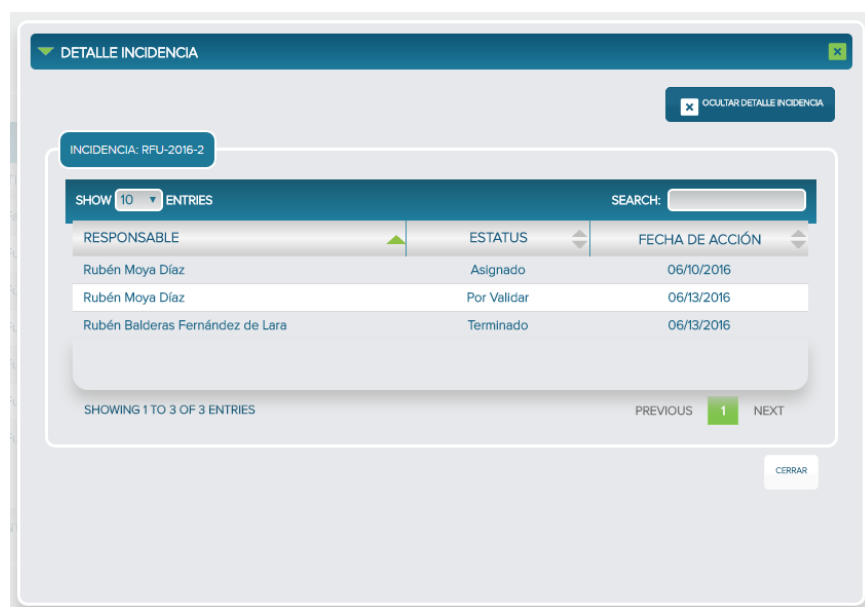 DETALLE INCIDENCIA
OCULTAR DETALLE INCIDENCIA
INCIDENCIA: RFU-2016-2
SHOW 10 ENTRIES SEARCH:
RESPONSABLE ESTATUS FECHA DE ACCIÓN
Rubén Moya Díaz Asignado 06/10/2016
Rubén Moya Díaz Por Validar 06/13/2016
Rubén Balderas Fernández de Lara Terminado 06/13/2016
SHOWING 1 TO 3 OF 3 ENTRIES PREVIOUS 1 NEXT
CERRAR